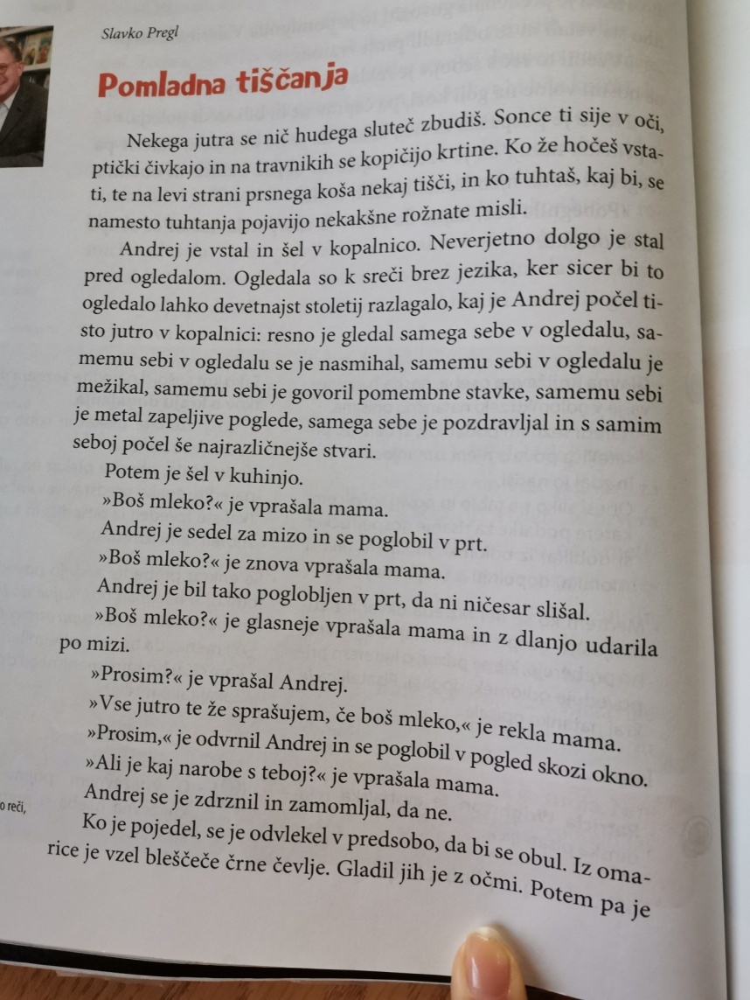 Slavko Pregl
Pomladna tiščanja
Nekega jutra se nič hudega sluteč zbudiš. Sonce ti sije v oči,
ptički čivkajo in na travnikih se kopičijo krtine. Ko že hočeš vsta-
ti, te na levi strani prsnega koša nekaj tišči, in ko tuhtaš, kaj bi, se
namesto tuhtanja pojavijo nekakšne rožnate misli.
Andrej je vstal in šel v kopalnico. Neverjetno dolgo je stal
pred ogledalom. Ogledala so k sreči brez jezika, ker sicer bi to
ogledalo lahko devetnajst stoletij razlagalo, kaj je Andrej počel ti-
sto jutro v kopalnici: resno je gledal samega sebe v ogledalu, sa-
memu sebi v ogledalu se je nasmihal, samemu sebi v ogledalu je
mežikal, samemu sebi je govoril pomembne stavke, samemu sebi
je metal zapeljive poglede, samega sebe je pozdravljal in s samim
seboj počel še najrazličnejše stvari.
Potem je šel v kuhinjo.
»Boš mleko?« je vprašala mama.
Andrej je sedel za mizo in se poglobil v prt.
»Boš mleko?« je znova vprašala mama.
Andrej je bil tako poglobljen v prt, da ni ničesar slišal.
»Boš mleko?« je glasneje vprašala mama in z dlanjo udarila
po mizi.
»Prosim?« je vprašal Andrej.
»Vse jutro te že sprašujem, če boš mleko,« je rekla mama.
»Prosim,« je odvrnil Andrej in se poglobil v pogled skozi okno.
»Ali je kaj narobe s teboj?« je vprašala mama.
Andrej se je zdrznil in zamomljal, da ne.
Ko je pojedel, se je odvlekel v predsobo, da bi se obul. Iz oma-
rice je vzel bleščeče črne čevlje. Gladil jih je z očmi. Potem pa je
o reči,